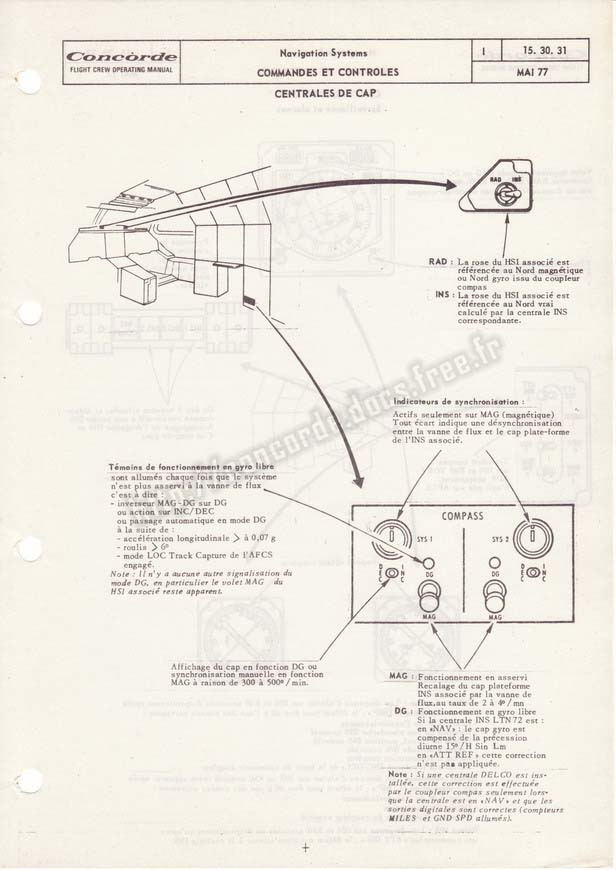 Concorde
FLIGHT CREW OPERATING MANUAL
Navigation Systems
COMMANDES ET CONTROLES
I
15. 30. 31
MAI 77
CENTRALES DE CAP
RAD INS
RAD : La rose du HSI associé est
référencée au Nord magnétique
ou Nord gyro issu du coupleur
compas
INS : La rose du HSI associé est
référencée au Nord vrai
calculé par la centrale INS
correspondante.
Indicateurs de synchronisation :
Actifs seulement sur MAG (magnétique)
Tout écart indique une désynchronisation
entre la vanne de flux et le cap plate-forme
de l'INS associé.
Témoins de fonctionnement en gyro libre
sont allumés chaque fois que le système
n'est plus asservi à la vanne de flux
c'est à dire :
- inverseur MAG-DG sur DG
ou action sur INC/DEC
ou passage automatique en mode DG
à la suite de :
- accélération longitudinale > à 0,07 g
- roulis > 6°
- mode LOC Track Capture de l'AFCS
engagé.
Note : Il n'y a aucune autre signalisation du
mode DG, en particulier le volet MAG du
HSI associé reste apparent.
COMPASS
SYS 1
SYS 2
DEC
INC
DG
MAG
DG
DEC
INC
MAG
Affichage du cap en fonction DG ou
synchronisation manuelle en fonction
MAG à raison de 300 à 500° / min.
MAG : Fonctionnement en asservi
Recalage du cap plateforme
INS associé par la vanne de
flux, au taux de 2 à 4° / mn
DG : Fonctionnement en gyro libre
Si la centrale INS LTN72 est :
en «NAV» : le cap gyro est
compensé de la précession
diurne 15° / H Sin Lm
en «ATT REF» cette correction
n'est pas appliquée.
Note : Si une centrale DELCO est ins-
tallée, cette correction est effectuée
par le coupleur compas seulement lors-
que la centrale est en «NAV» et que les
sorties digitales sont correctes (compteurs
MILES et GND SPD allumés).
http://concorde.docs.free.fr